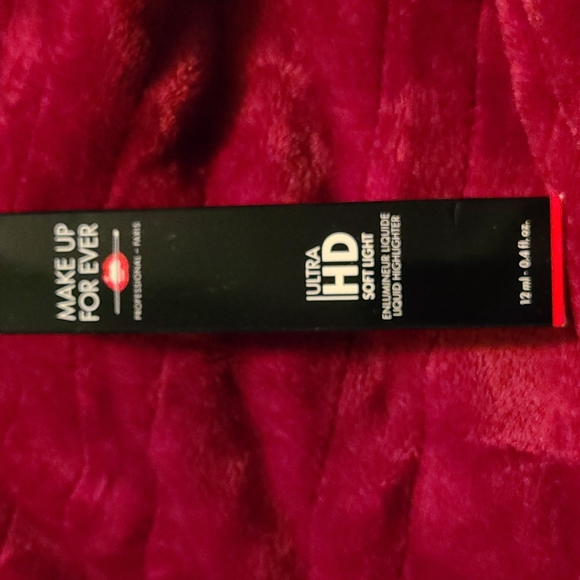 MAKE UP
FOR EVER
PROFESSIONAL - PARIS
ULTRA
HD
SOFT LIGHT
ENLUMINEUR LIQUIDE
LIQUID HIGHLIGHTER
12 ml - 0.4 fl. oz.